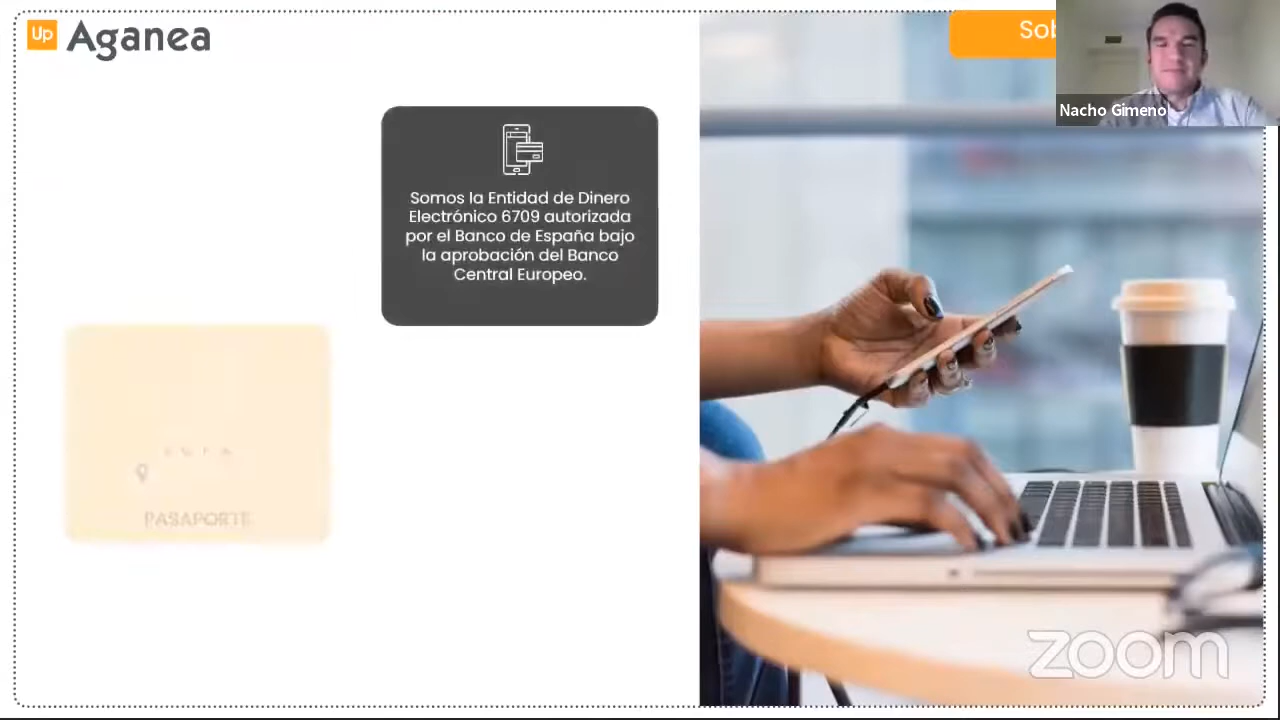 Up Aganea
Sob
Nacho Gimeno
Somos la Entidad de Dinero
Electrónico 6709 autorizada
por el Banco de España bajo
la aprobación del Banco
Central Europeo.
PASAPORTE
zoom